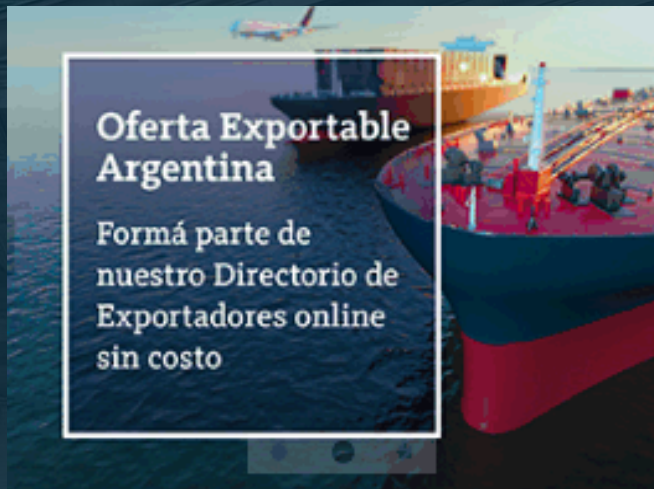 Oferta Exportable
Argentina
Formá parte de
nuestro Directorio de
Exportadores online
sin costo